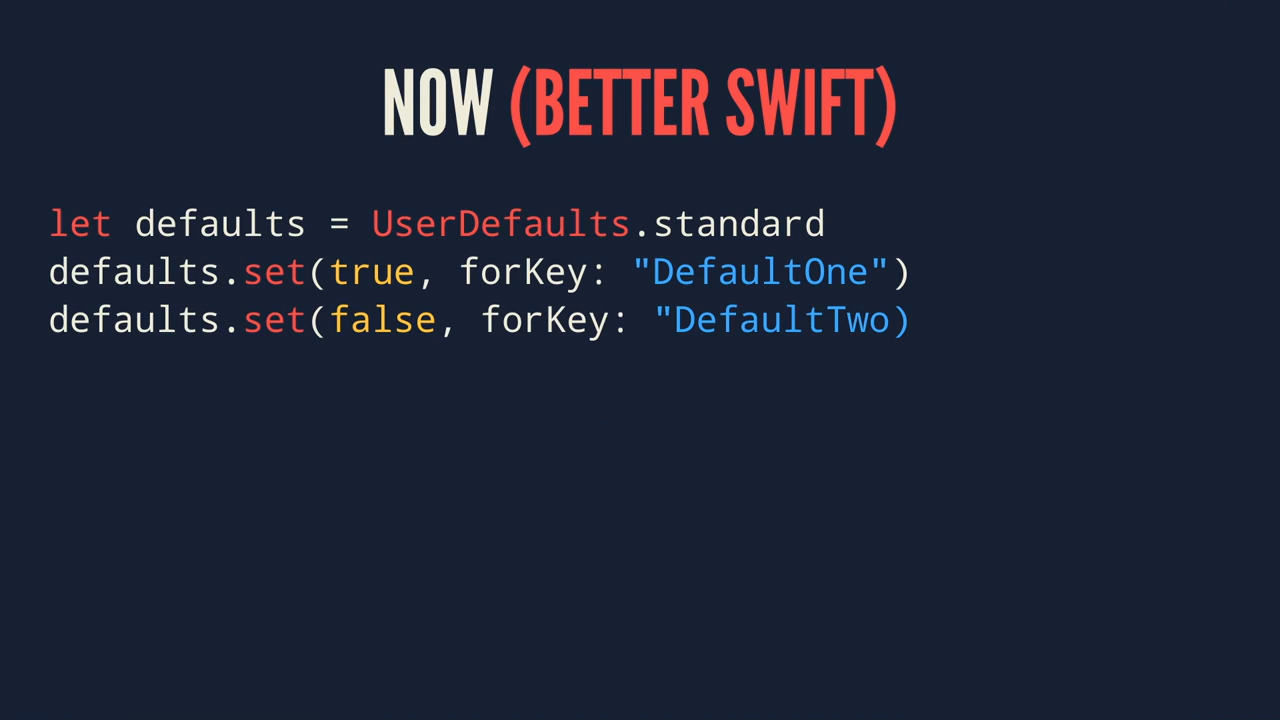 NOW (BETTER SWIFT)
let defaults = UserDefaults.standard
defaults.set(true, forKey: "DefaultOne")
defaults.set(false, forKey: "DefaultTwo)